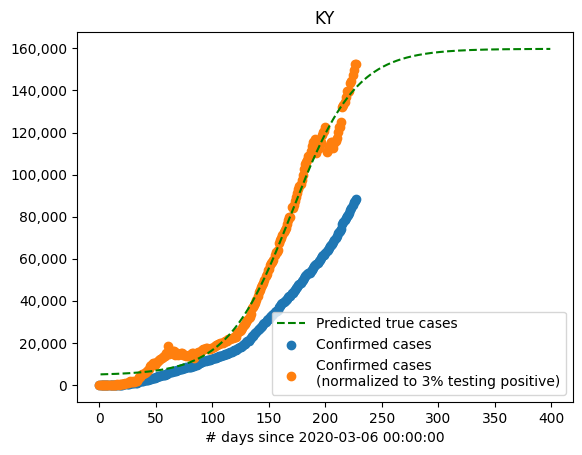 KY
160,000
140,000
120,000
100,000
80,000
60,000
40,000
20,000
0
Predicted true cases
Confirmed cases
Confirmed cases
(normalized to 3% testing positive)
0 50 100 150 200 250 300 350 400
# days since 2020-03-06 00:00:00